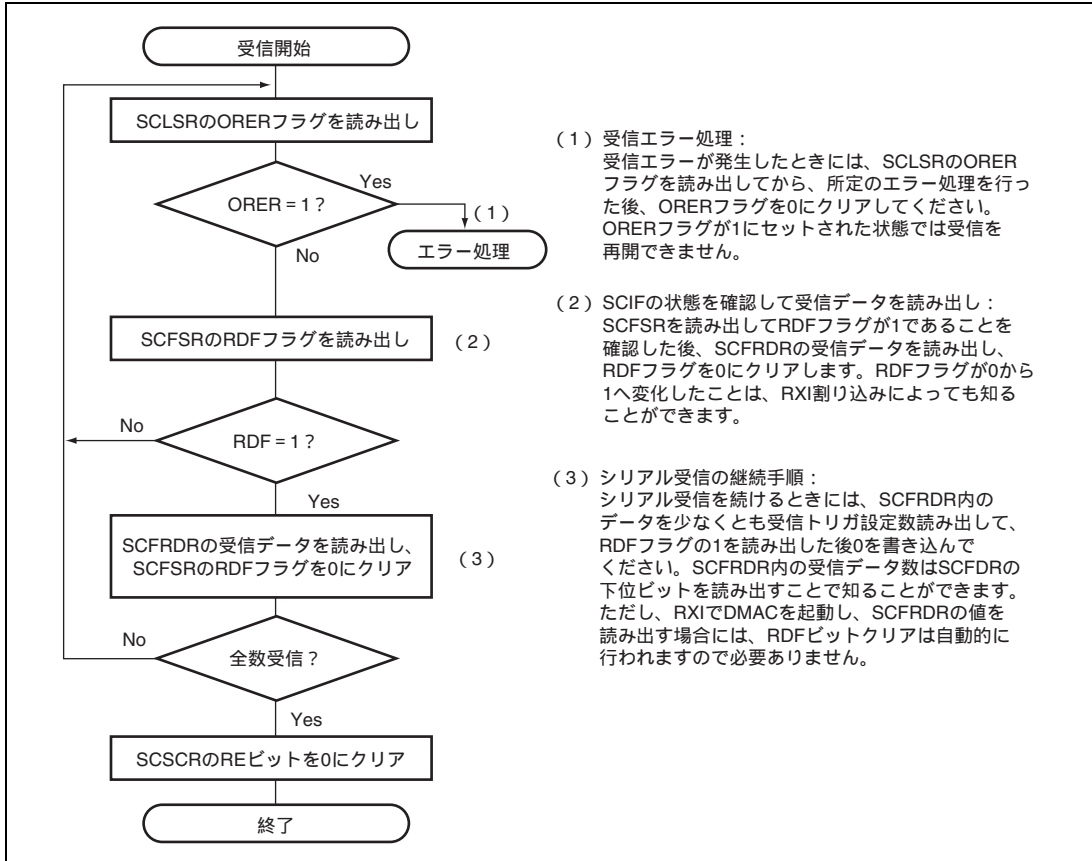 受信開始
SCLSRのORERフラグを読み出し
Yes
ORER = 1？
（1）
エラー処理
No
SCFSRのRDFフラグを読み出し
（2）
No
RDF = 1？
Yes
SCFRDRの受信データを読み出し、
SCFSRのRDFフラグを0にクリア
（3）
No
全数受信？
Yes
SCSCRのREビットを0にクリア
終了
（1）受信エラー処理：
受信エラーが発生したときには、SCLSRのORER
フラグを読み出してから、所定のエラー処理を行っ
た後、ORERフラグを0にクリアしてください。
ORERフラグが1にセットされた状態では受信を
再開できません。
（2）SCIFの状態を確認して受信データを読み出し：
SCFSRを読み出してRDFフラグが1であることを
確認した後、SCFRDRの受信データを読み出し、
RDFフラグを0にクリアします。RDFフラグが0から
1へ変化したことは、RXI割り込みによっても知る
ことができます。
（3）シリアル受信の継続手順：
シリアル受信を続けるときには、SCFRDR内の
データを少なくとも受信トリガ設定数読み出して、
RDFフラグの1を読み出した後0を書き込んで
ください。SCFRDR内の受信データ数はSCFDRの
下位ビットを読み出すことで知ることができます。
ただし、RXIでDMACを起動し、SCFRDRの値を
読み出す場合には、RDFビットクリアは自動的に
行われますので必要ありません。